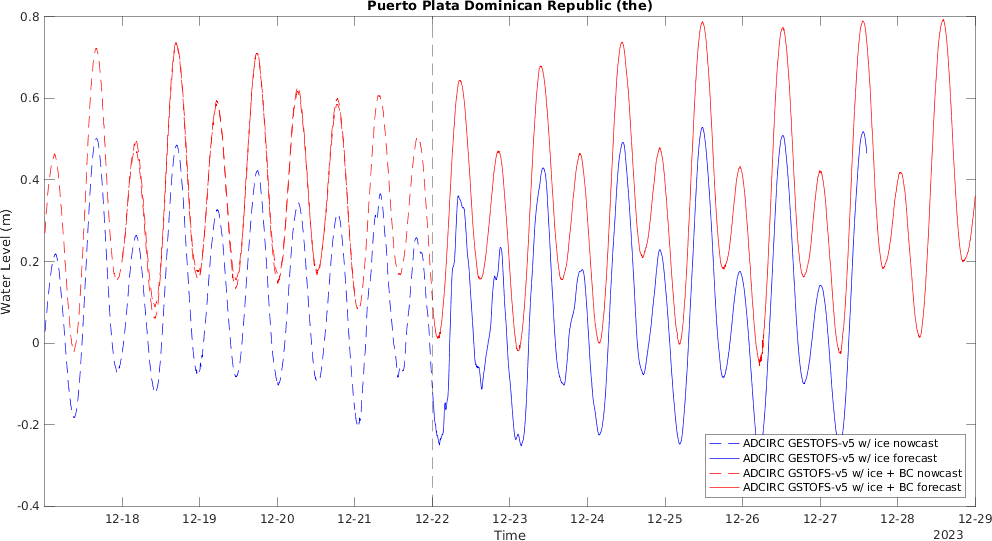 Puerto Plata Dominican Republic (the)
Water Level (m)
0.8
0.6
0.4
0.2
0
-0.2
-0.4
12-18 12-19 12-20 12-21 12-22 12-23 12-24 12-25 12-26 12-27 12-28 12-29
Time
2023
ADCIRC GESTOFS-v5 w/ ice nowcast
ADCIRC GESTOFS-v5 w/ ice forecast
ADCIRC GSTOFS-v5 w/ ice + BC nowcast
ADCIRC GSTOFS-v5 w/ ice + BC forecast